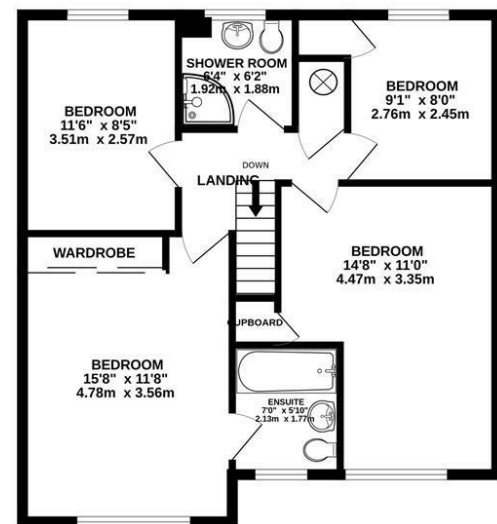 BEDROOM
11'6" x 8'5"
3.51m x 2.57m
SHOWER ROOM
6'4" x 6'2"
1.92m x 1.88m
BEDROOM
9'1" x 8'0"
2.76m x 2.45m
DOWN
LANDING
WARDROBE
BEDROOM
14'8" x 11'0"
4.47m x 3.35m
CUPBOARD
BEDROOM
15'8" x 11'8"
4.78m x 3.56m
ENSUITE
7'0" x 5'10"
2.13m x 1.77m